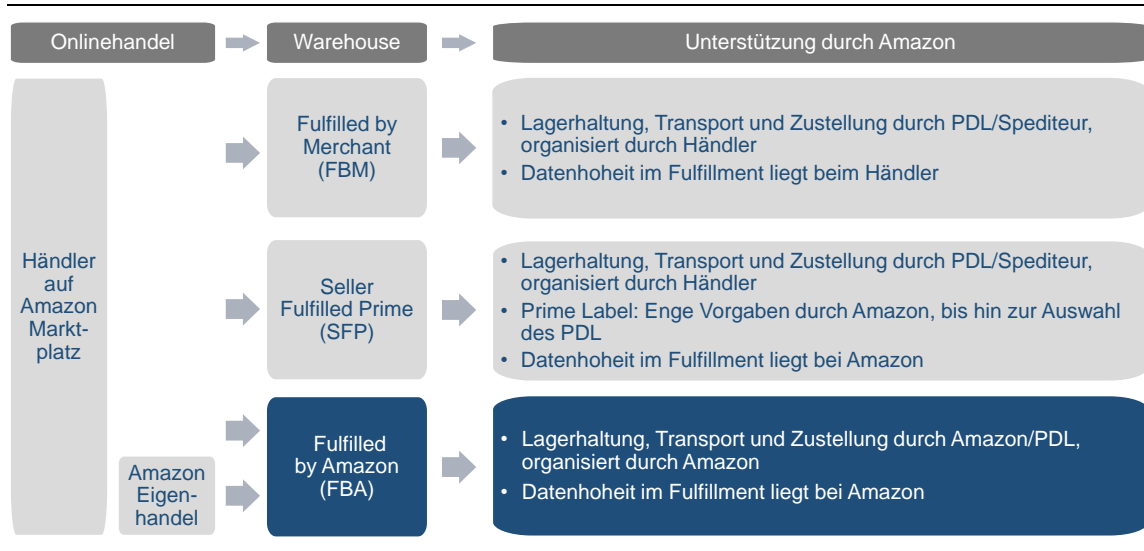 Onlinehandel
Warehouse
Unterstützung durch Amazon
Händler
auf
Amazon
Markt-
platz
Amazon
Eigen-
handel
Fulfilled by
Merchant
(FBM)
• Lagerhaltung, Transport und Zustellung durch PDL/Spediteur,
organisiert durch Händler
• Datenhoheit im Fulfillment liegt beim Händler
Seller
Fulfilled Prime
(SFP)
• Lagerhaltung, Transport und Zustellung durch PDL/Spediteur,
organisiert durch Händler
• Prime Label: Enge Vorgaben durch Amazon, bis hin zur Auswahl
des PDL
• Datenhoheit im Fulfillment liegt bei Amazon
Fulfilled
by Amazon
(FBA)
• Lagerhaltung, Transport und Zustellung durch Amazon/PDL,
organisiert durch Amazon
• Datenhoheit im Fulfillment liegt bei Amazon